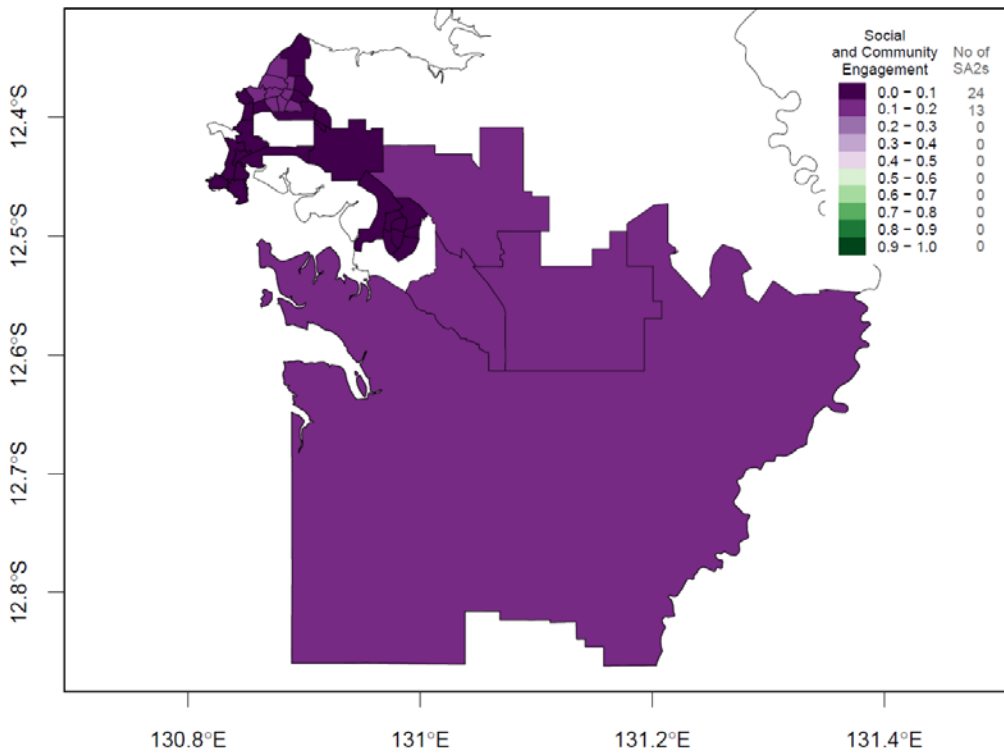 Social
and Community
Engagement
No of
SA2s
0.0 – 0.1 24
0.1 – 0.2 13
0.2 – 0.3 0
0.3 – 0.4 0
0.4 – 0.5 0
0.5 – 0.6 0
0.6 – 0.7 0
0.7 – 0.8 0
0.8 – 0.9 0
0.9 – 1.0 0
12.4°S
12.5°S
12.6°S
12.7°S
12.8°S
130.8°E 131°E 131.2°E 131.4°E